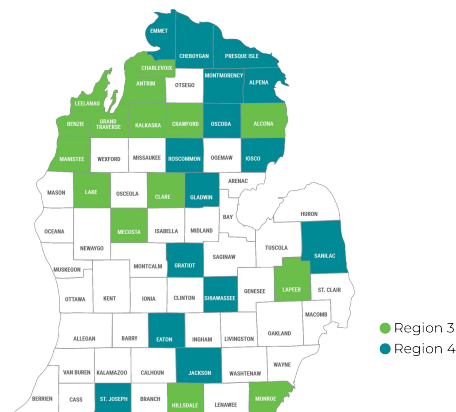 EMMET
CHEBOYGAN
PRESQUE ISLE
CHARLEVOIX
ANTRIM
OTSEGO
MONTMORENCY
ALPENA
LEELANAU
BENZIE
GRAND
TRAVERSE
KALKASKA
CRAWFORD
OSCODA
ALCONA
MANISTEE
WEXFORD
MISSAUKEE
ROSCOMMON
OGEMAW
IOSCO
ARENAC
MASON
LAKE
OSCEOLA
CLARE
GLADWIN
HURON
OCEANA
NEWAYGO
MECOSTA
ISABELLA
MIDLAND
BAY
TUSCOLA
SANILAC
MUSKEGON
MONTCALM
GRATIOT
SAGINAW
OTTAWA
KENT
IONIA
CLINTON
SHIAWASSEE
GENESEE
LAPEER
ST. CLAIR
MACOMB
ALLEGAN
BARRY
EATON
INGHAM
LIVINGSTON
OAKLAND
Region 3
Region 4
VAN BUREN
KALAMAZOO
CALHOUN
JACKSON
WASHTENAW
WAYNE
BERRIEN
CASS
ST. JOSEPH
BRANCH
HILLSDALE
LENAWEE
MONROE